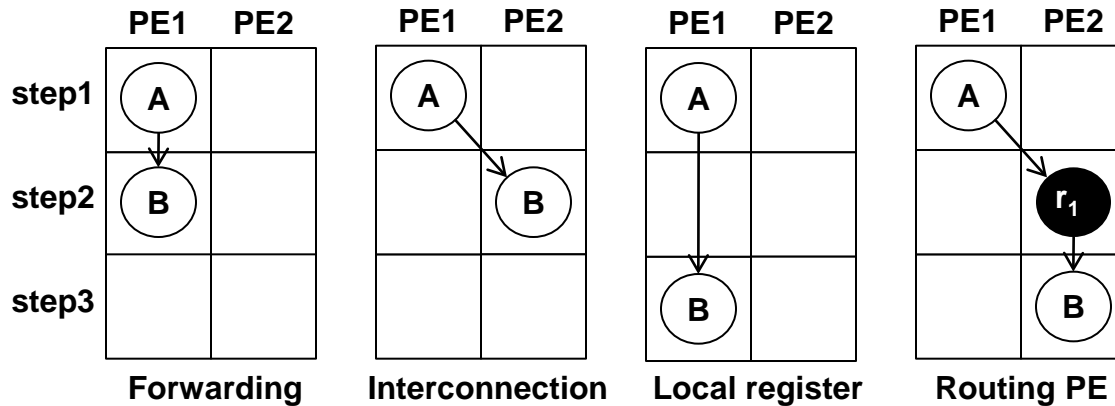 PE1 PE2 PE1 PE2 PE1 PE2 PE1 PE2
step1 A A A A
step2 B B r1
step3 B B
Forwarding Interconnection Local register Routing PE